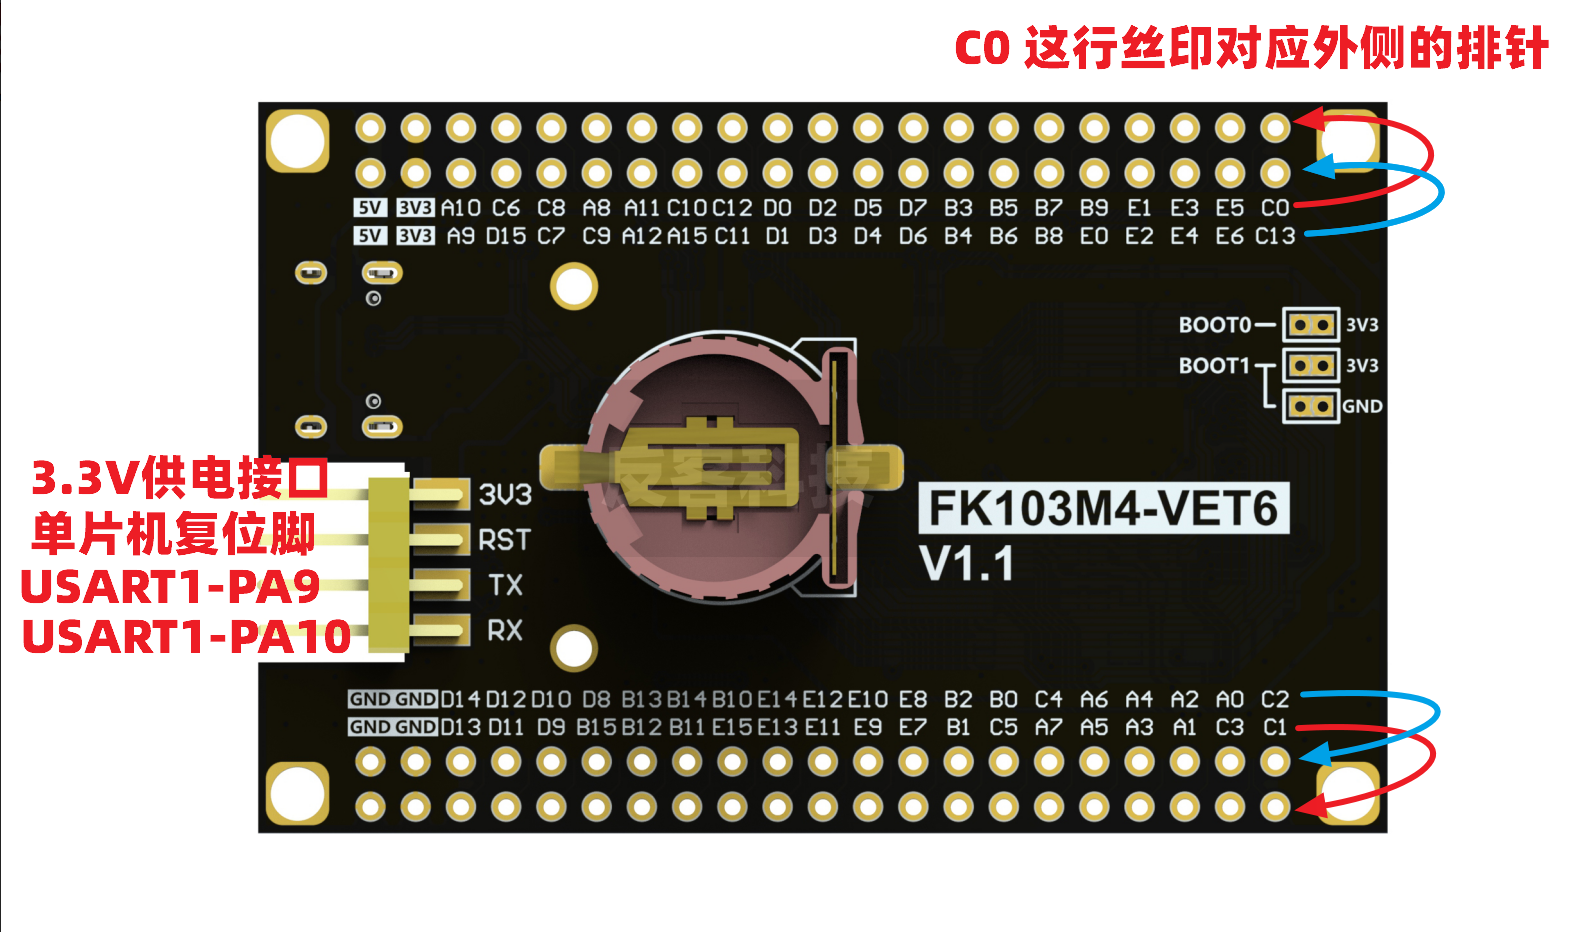 C0 这行丝印对应外侧的排针
5V 3V3 A10 C6 C8 A8 A11 C10 C12 D0 D2 D5 D7 B3 B5 B7 B9 E1 E3 E5 C0
5V 3V3 A9 D15 C7 C9 A12 A15 C11 D1 D3 D4 D6 B4 B6 B8 E0 E2 E4 E6 C13
BOOT0 3V3
BOOT1 3V3
GND
反客科技
3.3V供电接口 3V3
单片机复位脚 RST
USART1-PA9 TX
USART1-PA10 RX
FK103M4-VET6
V1.1
GND GND D14 D12 D10 D8 B13 B14 B10 E14 E12 E10 E8 B2 B0 C4 A6 A4 A2 A0 C2
GND GND D13 D11 D9 B15 B12 B11 E15 E13 E11 E9 E7 B1 C5 A7 A5 A3 A1 C3 C1